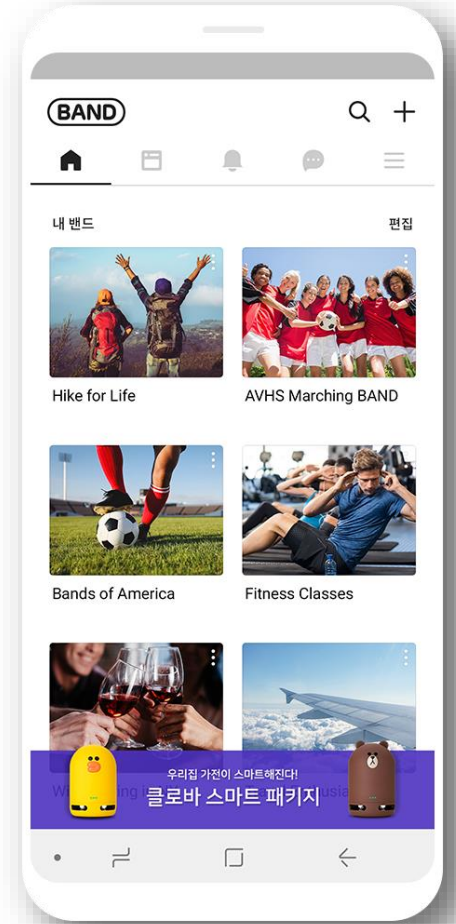 BAND
내 밴드 편집
Hike for Life AVHS Marching BAND
Bands of America Fitness Classes
우리집 가전이 스마트해진다!
클로바 스마트 패키지